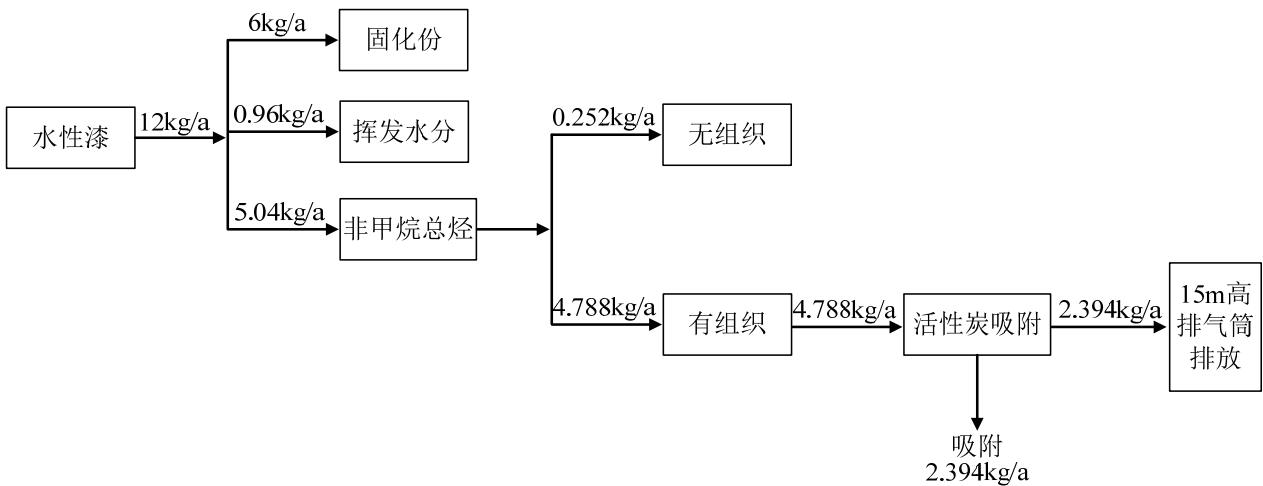 6kg/a
固化份
水性漆
12kg/a
0.96kg/a
挥发水分
5.04kg/a
非甲烷总烃
0.252kg/a
无组织
4.788kg/a
有组织
4.788kg/a
活性炭吸附
2.394kg/a
15m高
排气筒
排放
吸附
2.394kg/a